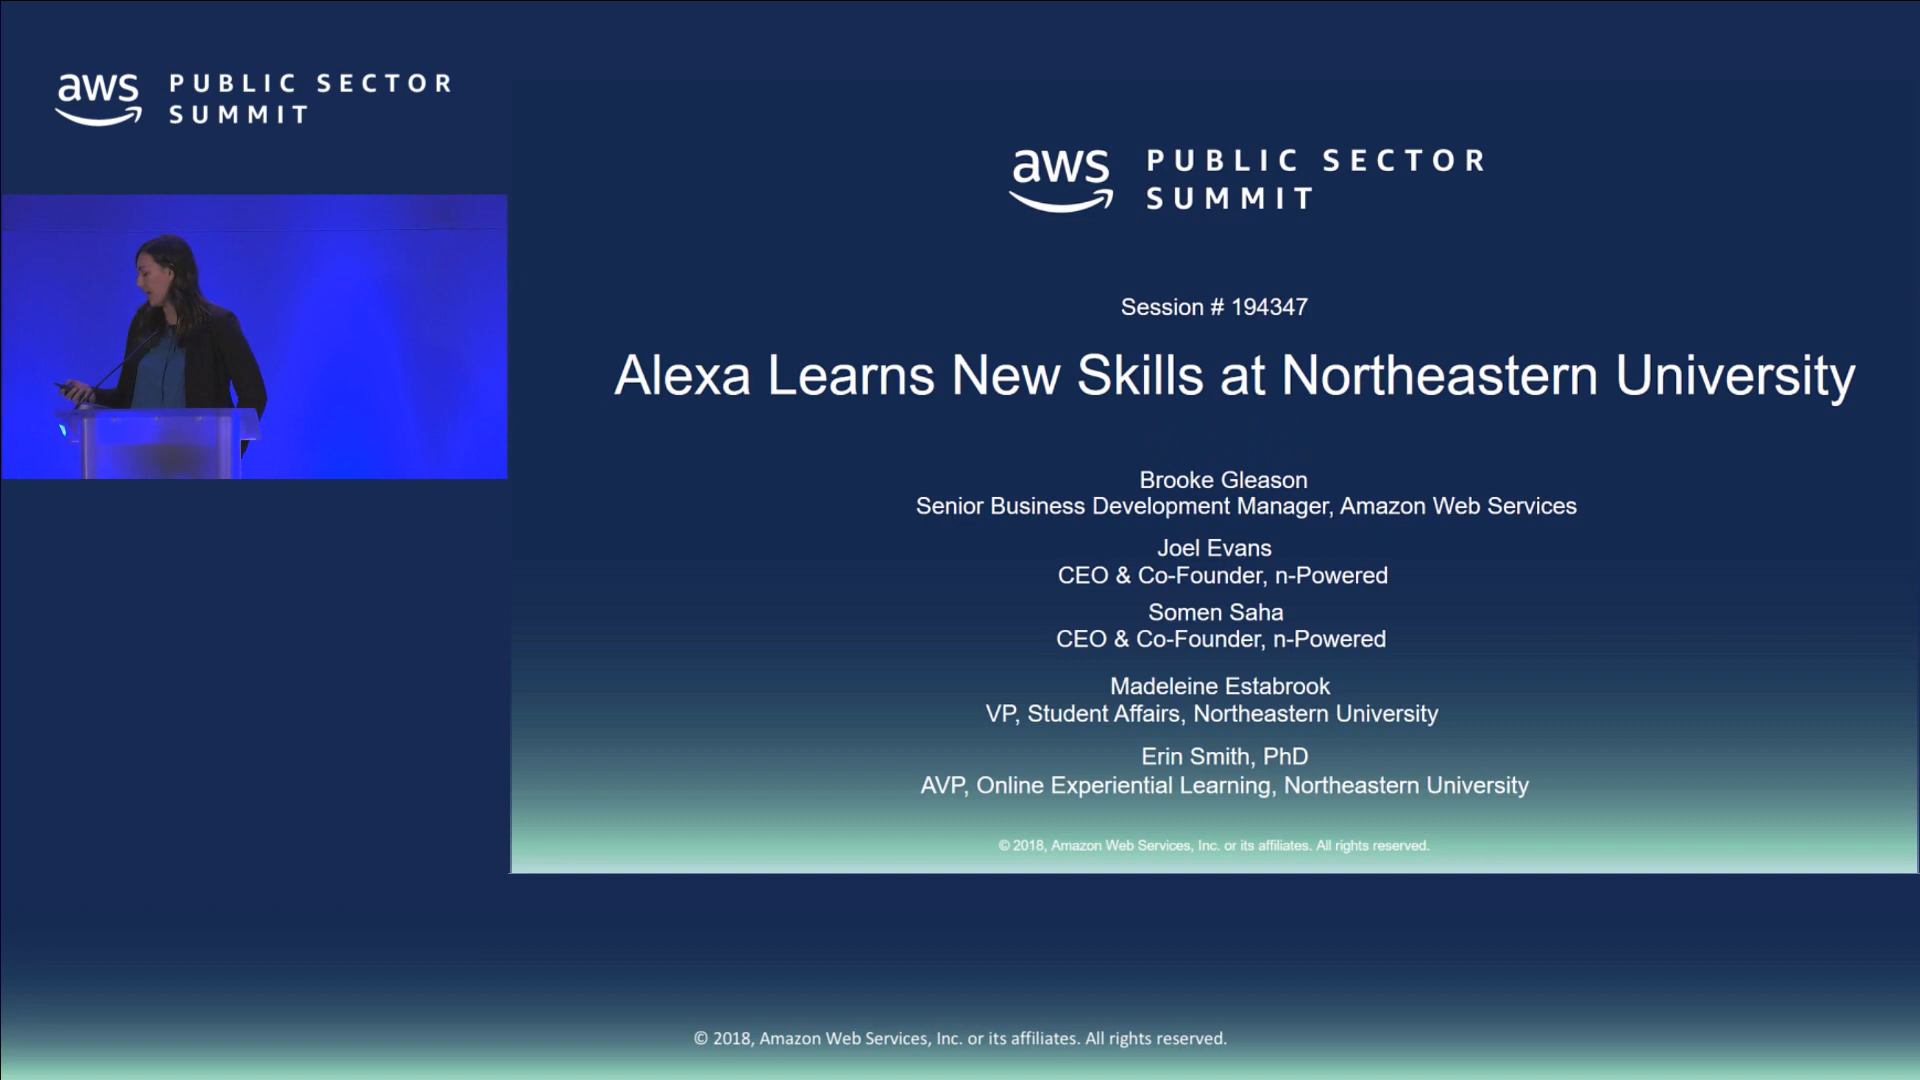 aws PUBLIC SECTOR
SUMMIT
aws PUBLIC SECTOR
SUMMIT
Session # 194347
Alexa Learns New Skills at Northeastern University
Brooke Gleason
Senior Business Development Manager, Amazon Web Services
Joel Evans
CEO & Co-Founder, n-Powered
Somen Saha
CEO & Co-Founder, n-Powered
Madeleine Estabrook
VP, Student Affairs, Northeastern University
Erin Smith, PhD
AVP, Online Experiential Learning, Northeastern University
© 2018, Amazon Web Services, Inc. or its affiliates. All rights reserved.
© 2018, Amazon Web Services, Inc. or its affiliates. All rights reserved.